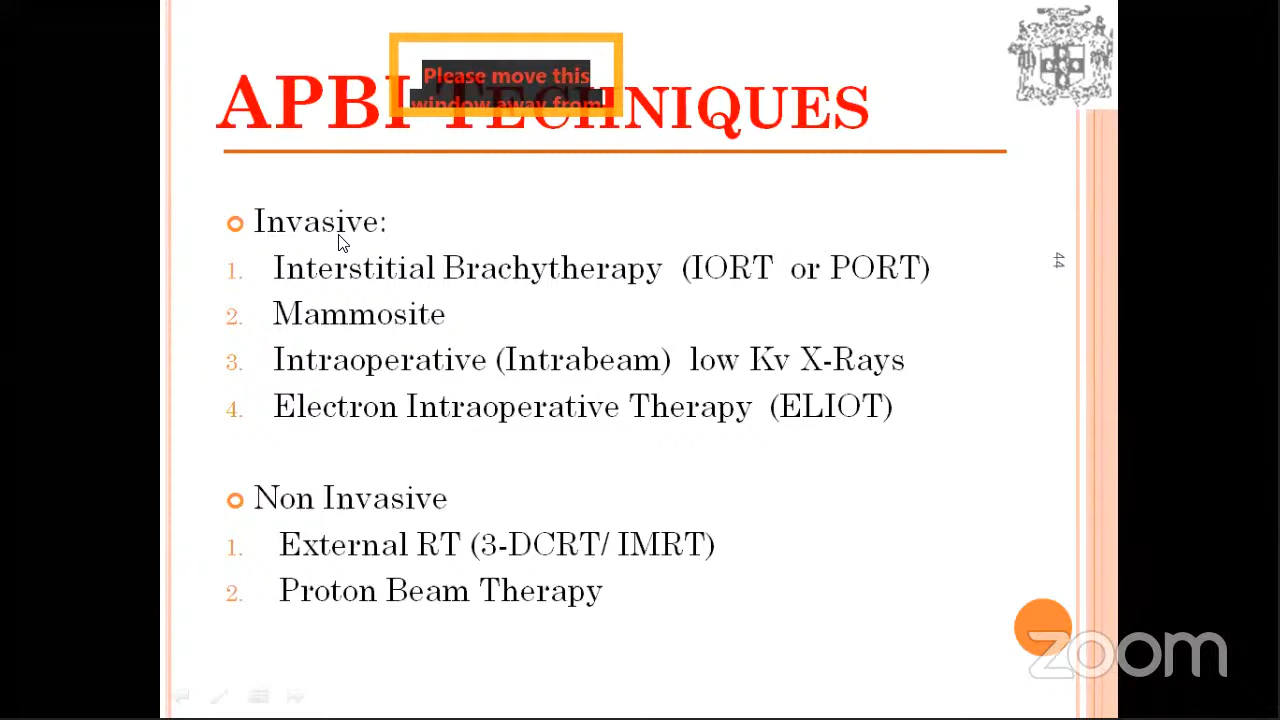 Please move this
window away from
APBI TECHNIQUES
Invasive:
1. Interstitial Brachytherapy (IORT or PORT)
44
2. Mammosite
3. Intraoperative (Intrabeam) low Kv X-Rays
4. Electron Intraoperative Therapy (ELIOT)
Non Invasive
1. External RT (3-DCRT/ IMRT)
2. Proton Beam Therapy
zoom